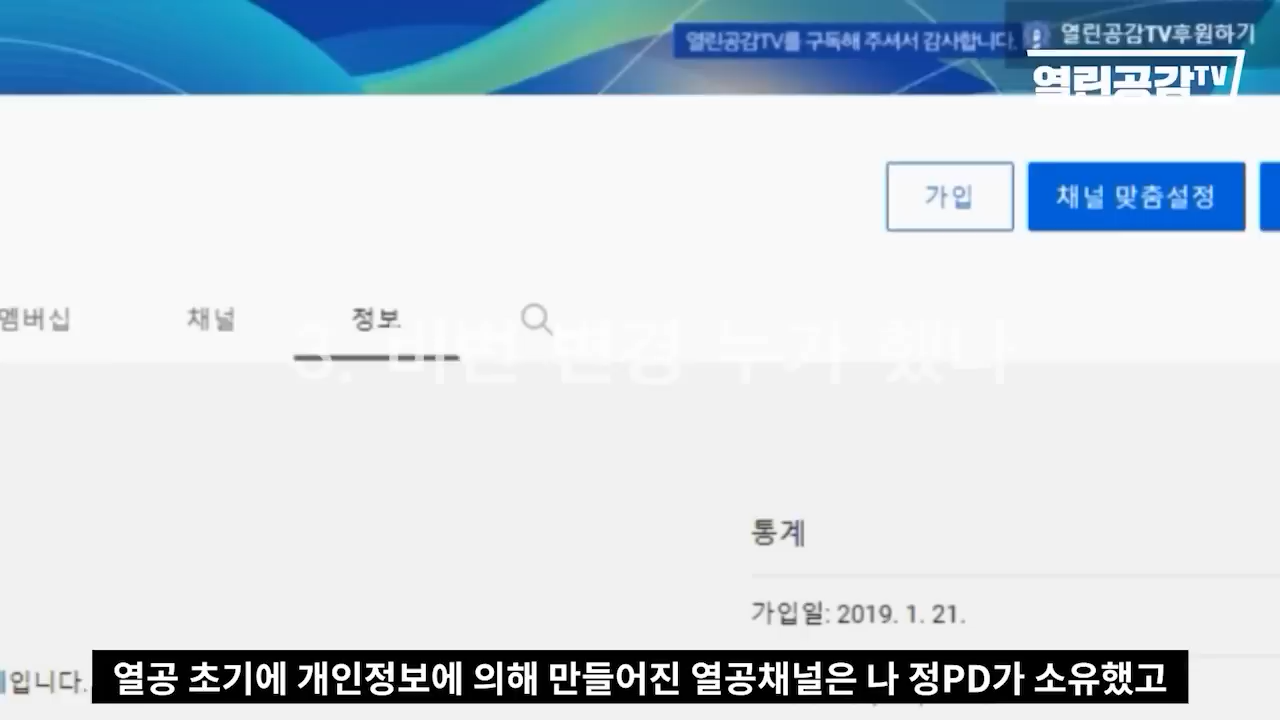 열린공감TV를 구독해 주셔서 감사합니다.
열린공감TV후원하기
열린공감TV
가입
채널 맞춤설정
멤버십
채널
정보
3. 비번 변경 누가 했나
통계
가입일: 2019. 1. 21.
입니다.
열공 초기에 개인정보에 의해 만들어진 열공채널은 나 정PD가 소유했고